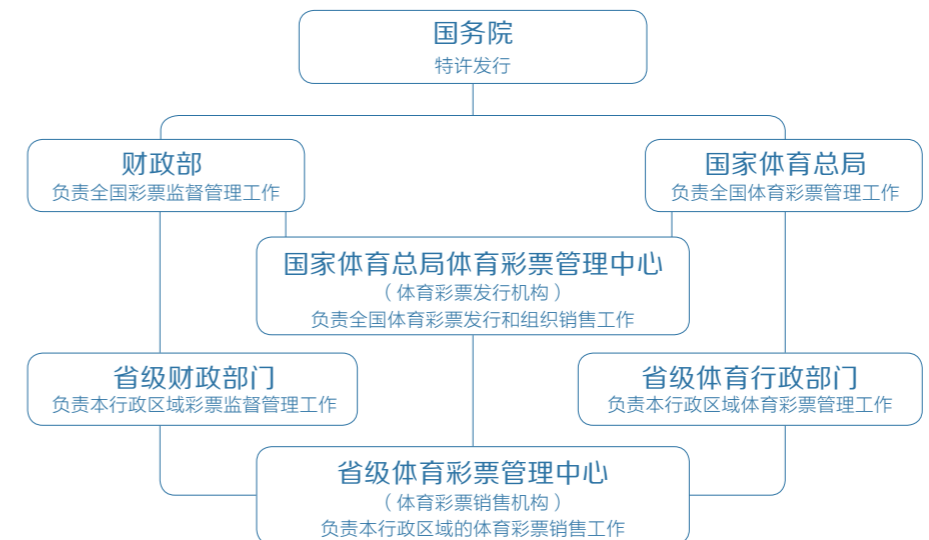 国务院
特许发行
财政部
负责全国彩票监督管理工作
国家体育总局
负责全国体育彩票管理工作
国家体育总局体育彩票管理中心
（体育彩票发行机构）
负责全国体育彩票发行和组织销售工作
省级财政部门
负责本行政区域彩票监督管理工作
省级体育行政部门
负责本行政区域体育彩票管理工作
省级体育彩票管理中心
（体育彩票销售机构）
负责本行政区域的体育彩票销售工作